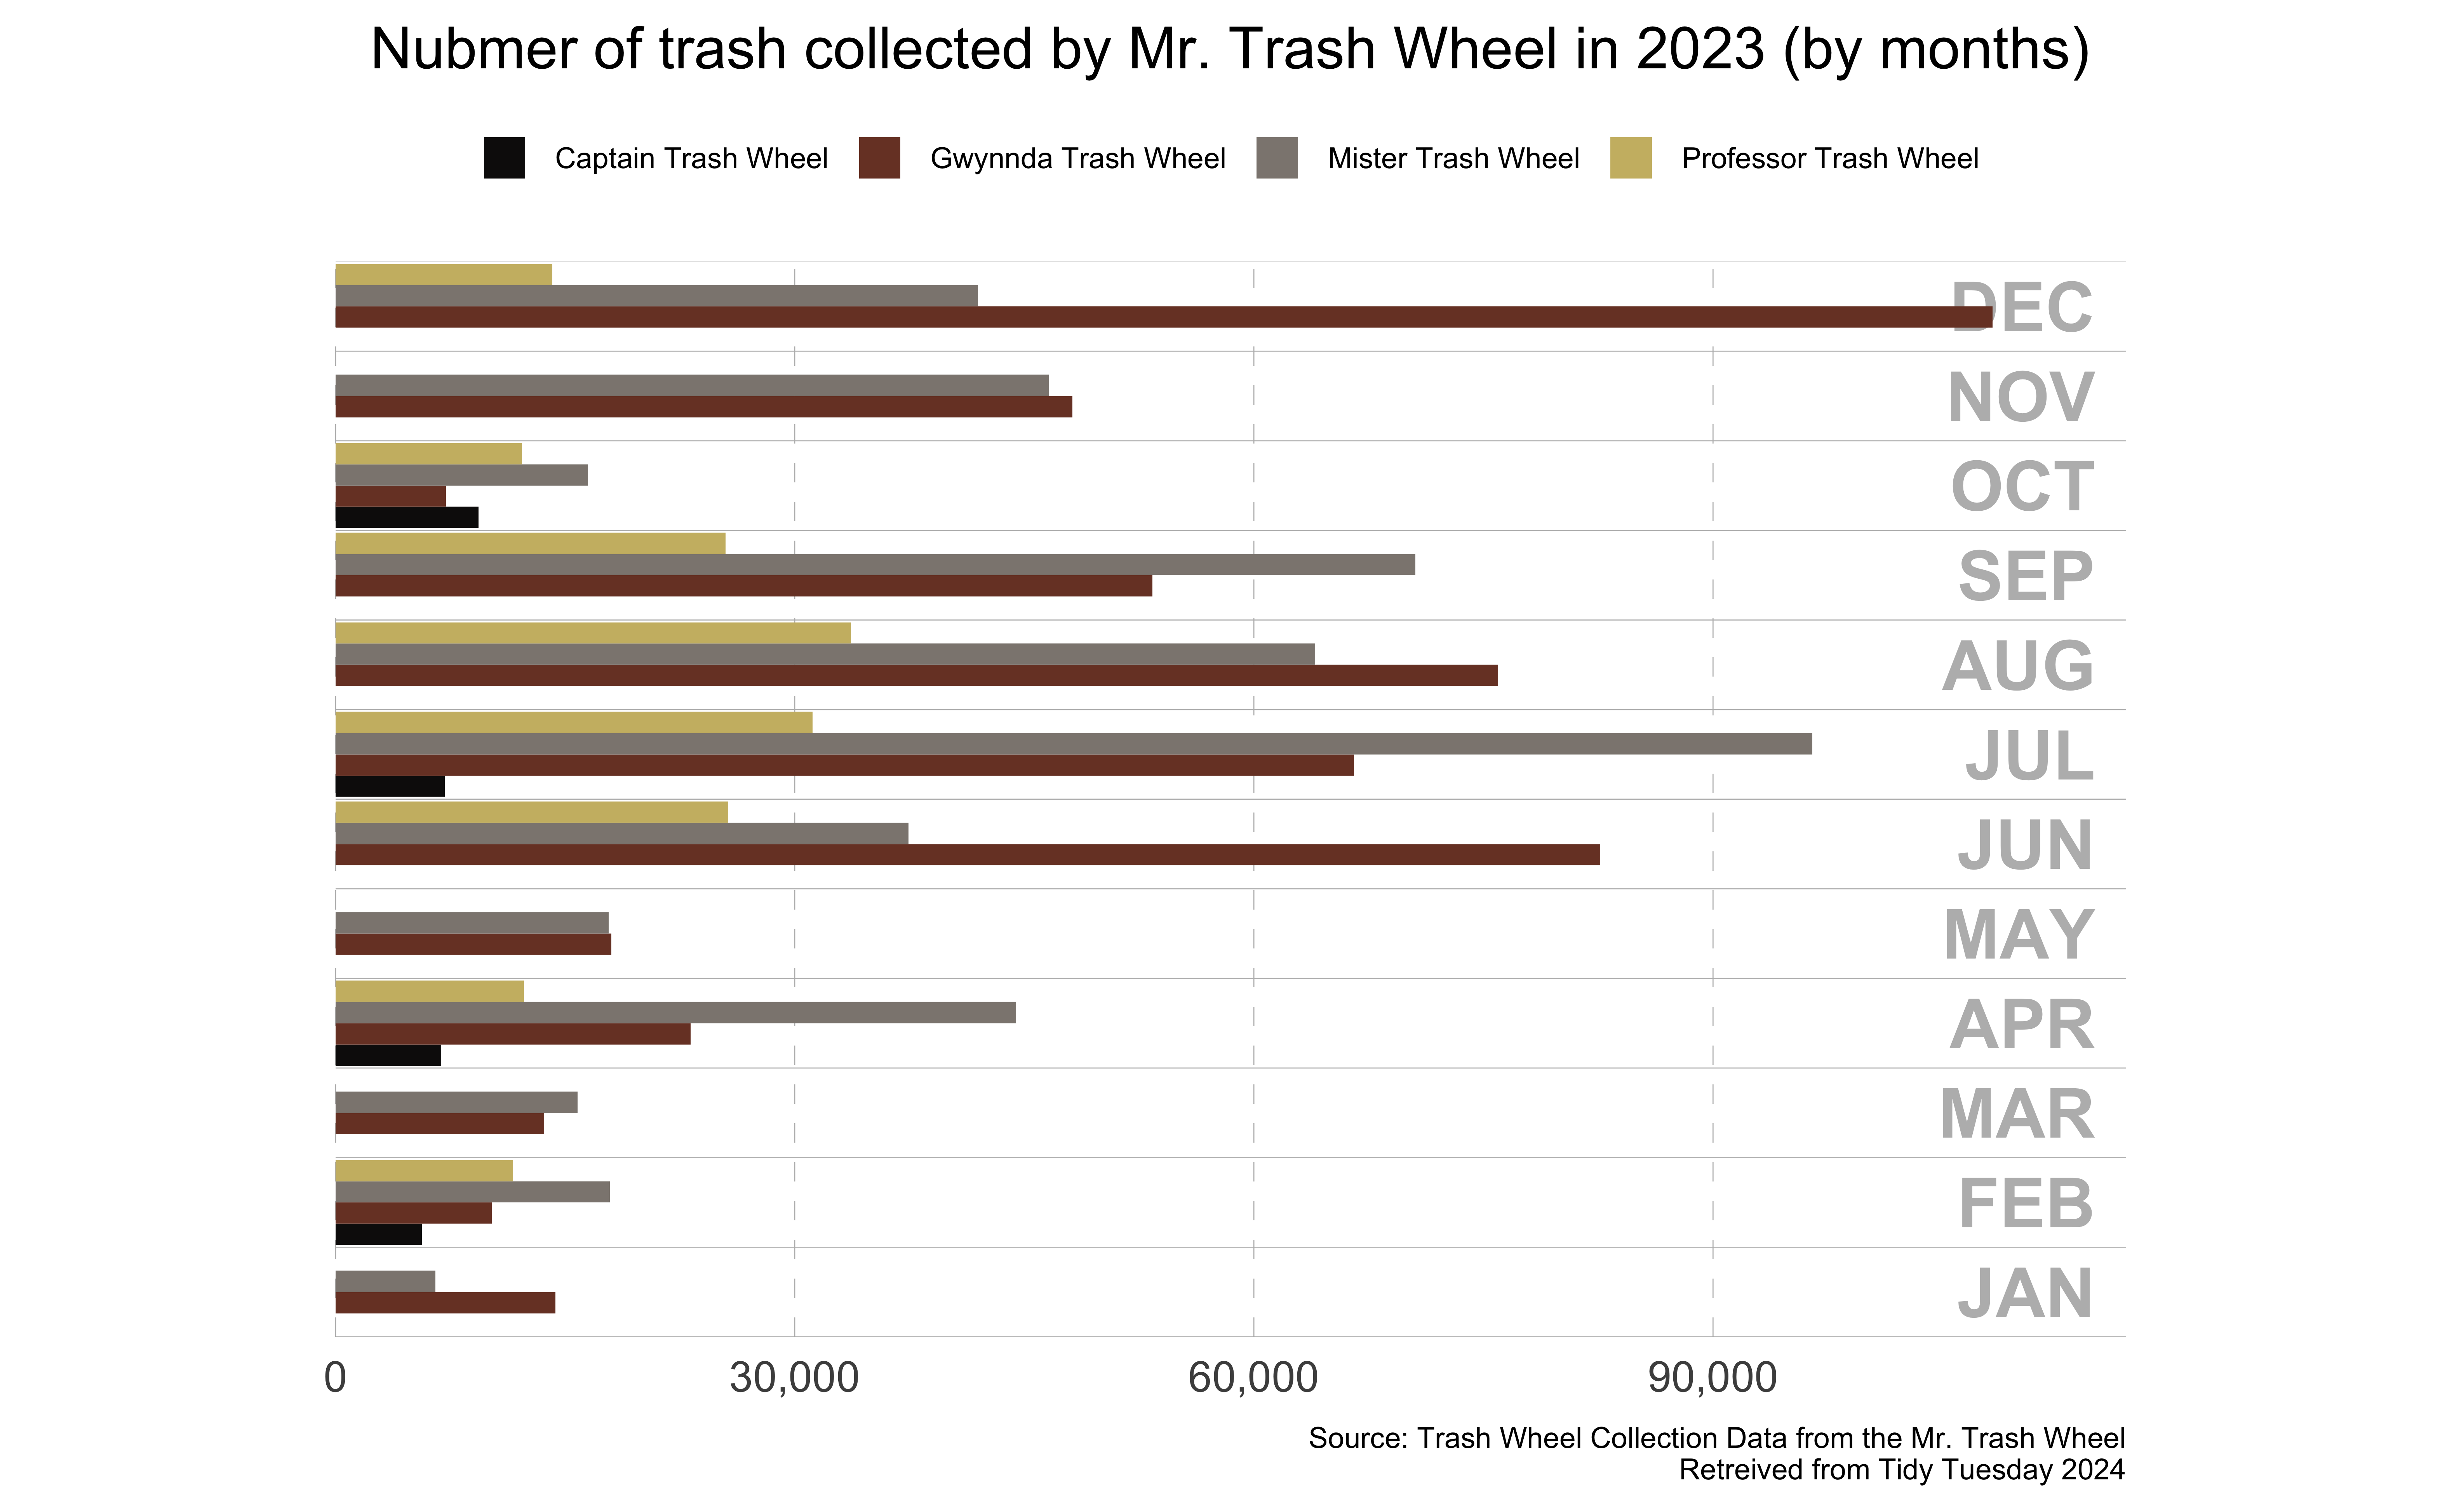 Nubmer of trash collected by Mr. Trash Wheel in 2023 (by months)
Captain Trash Wheel Gwynnda Trash Wheel Mister Trash Wheel Professor Trash Wheel
DEC
NOV
OCT
SEP
AUG
JUL
JUN
MAY
APR
MAR
FEB
JAN
0 30,000 60,000 90,000
Source: Trash Wheel Collection Data from the Mr. Trash Wheel
Retreived from Tidy Tuesday 2024